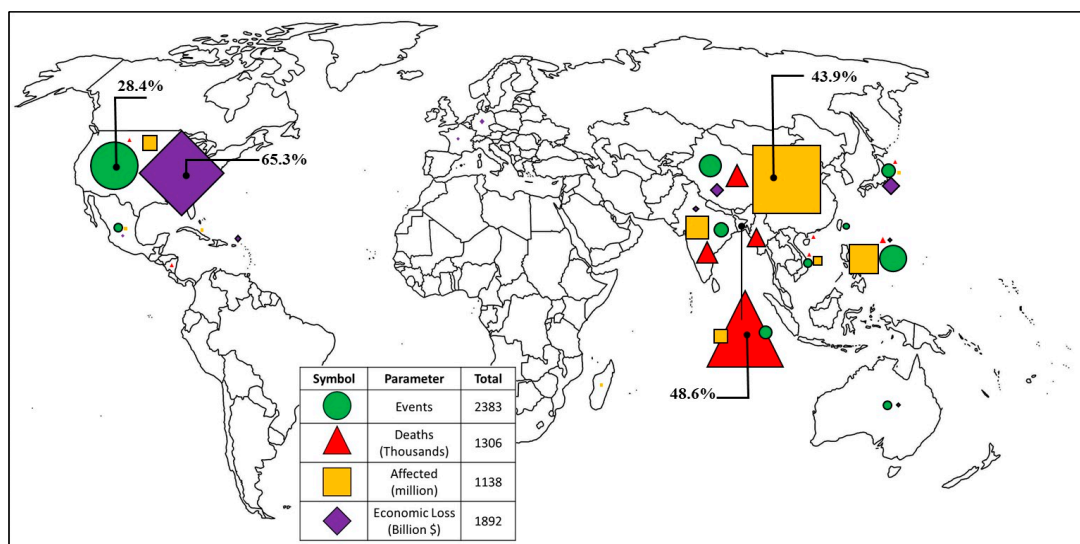 28.4%
65.3%
43.9%
48.6%
Symbol Parameter Total
Events 2383
Deaths
(Thousands) 1306
Affected
(million) 1138
Economic Loss
(Billion $) 1892